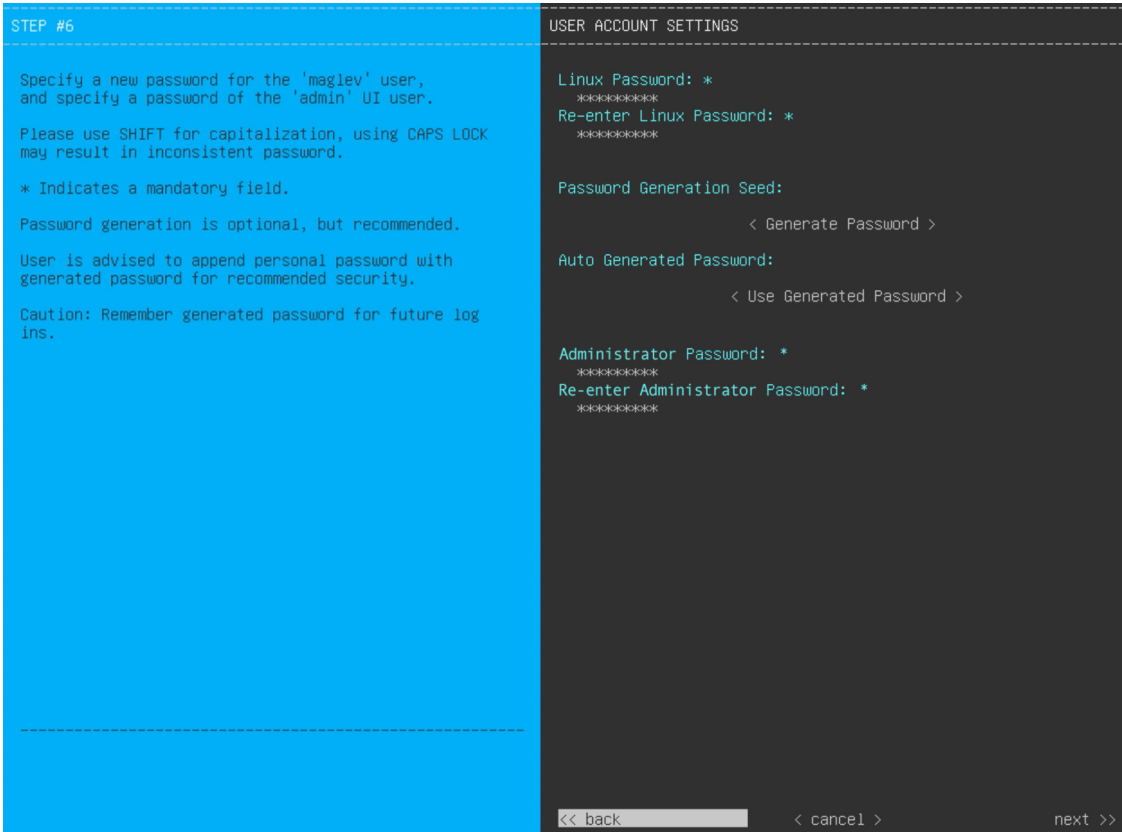 STEP #6
Specify a new password for the 'maglev' user,
and specify a password of the 'admin' UI user.
Please use SHIFT for capitalization, using CAPS LOCK
may result in inconsistent password.
* Indicates a mandatory field.
Password generation is optional, but recommended.
User is advised to append personal password with
generated password for recommended security.
Caution: Remember generated password for future log
ins.
USER ACCOUNT SETTINGS
Linux Password: *
*********
Re-enter Linux Password: *
*********
Password Generation Seed:
< Generate Password >
Auto Generated Password:
< Use Generated Password >
Administrator Password: *
*********
Re-enter Administrator Password: *
*********
<< back < cancel > next >>